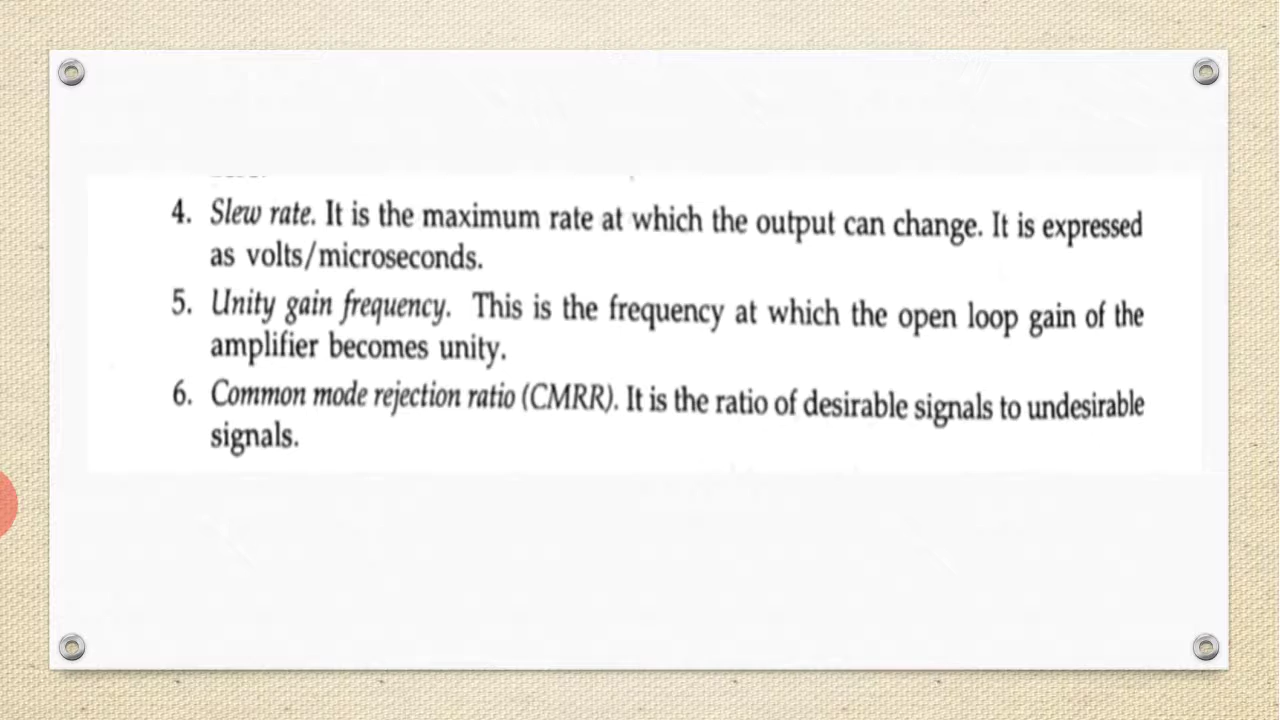 4. Slew rate. It is the maximum rate at which the output can change. It is expressed
as volts/microseconds.
5. Unity gain frequency. This is the frequency at which the open loop gain of the
amplifier becomes unity.
6. Common mode rejection ratio (CMRR). It is the ratio of desirable signals to undesirable
signals.